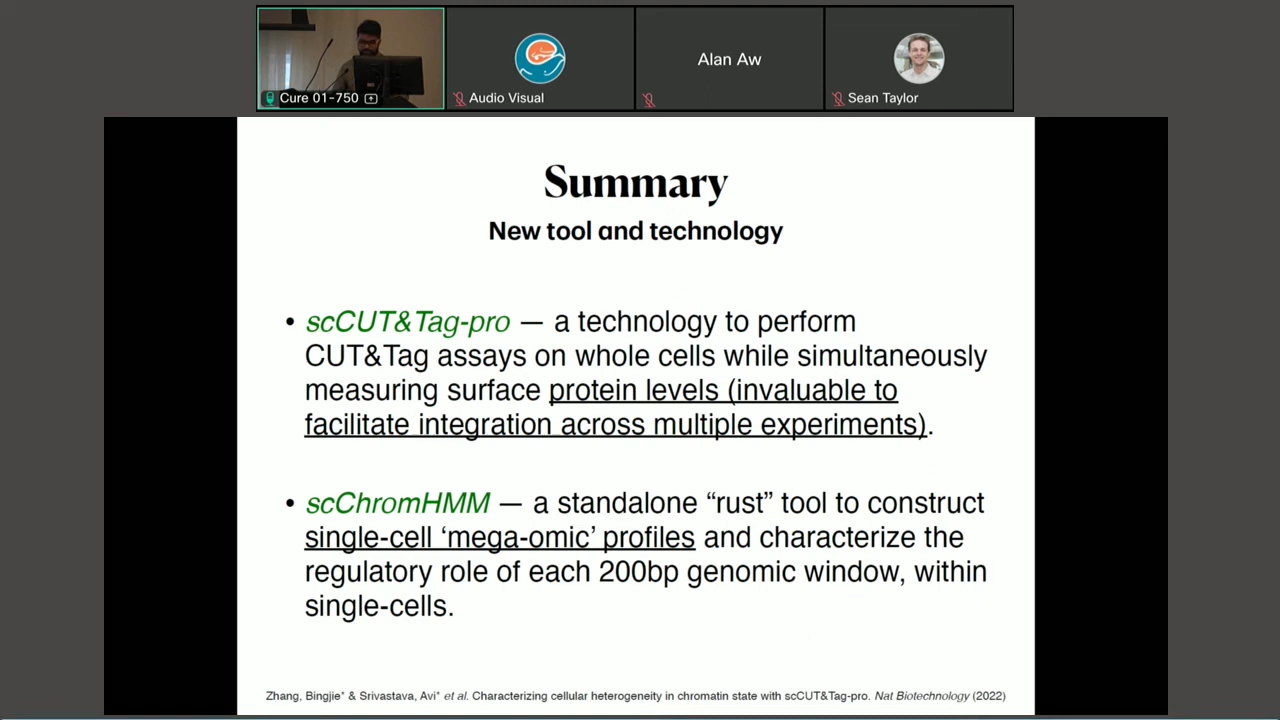 Cure 01-750
Audio Visual
Alan Aw
Sean Taylor
Summary
New tool and technology
• scCUT&Tag-pro — a technology to perform
CUT&Tag assays on whole cells while simultaneously
measuring surface protein levels (invaluable to
facilitate integration across multiple experiments).
• scChromHMM — a standalone “rust” tool to construct
single-cell ‘mega-omic’ profiles and characterize the
regulatory role of each 200bp genomic window, within
single-cells.
Zhang, Bingjie* & Srivastava, Avi* et al. Characterizing cellular heterogeneity in chromatin state with scCUT&Tag-pro. Nat Biotechnology (2022)